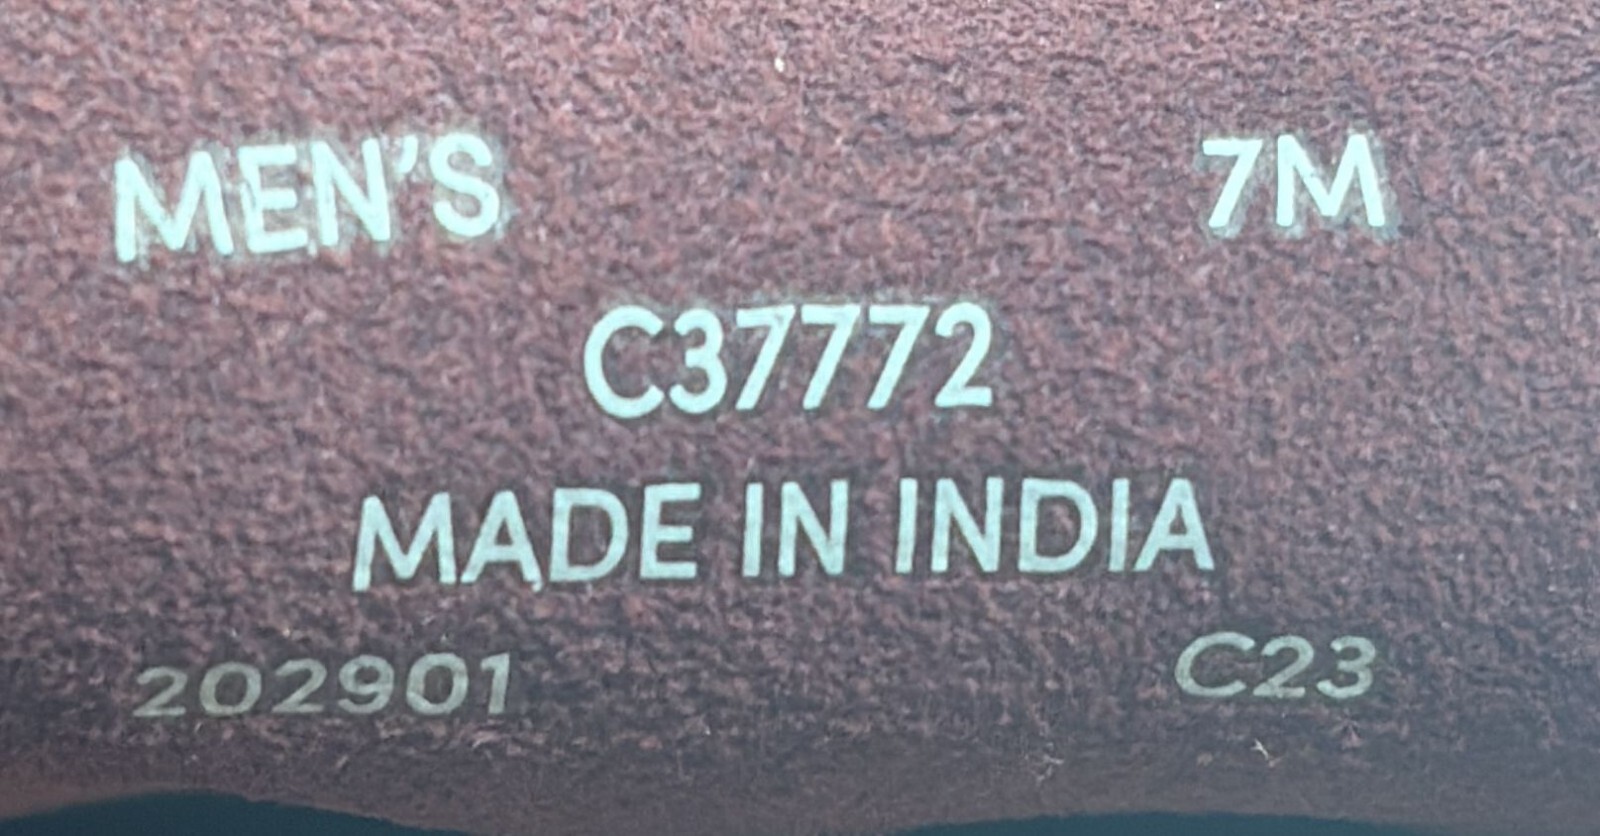 MEN'S 7M
C37772
MADE IN INDIA
202901 C23